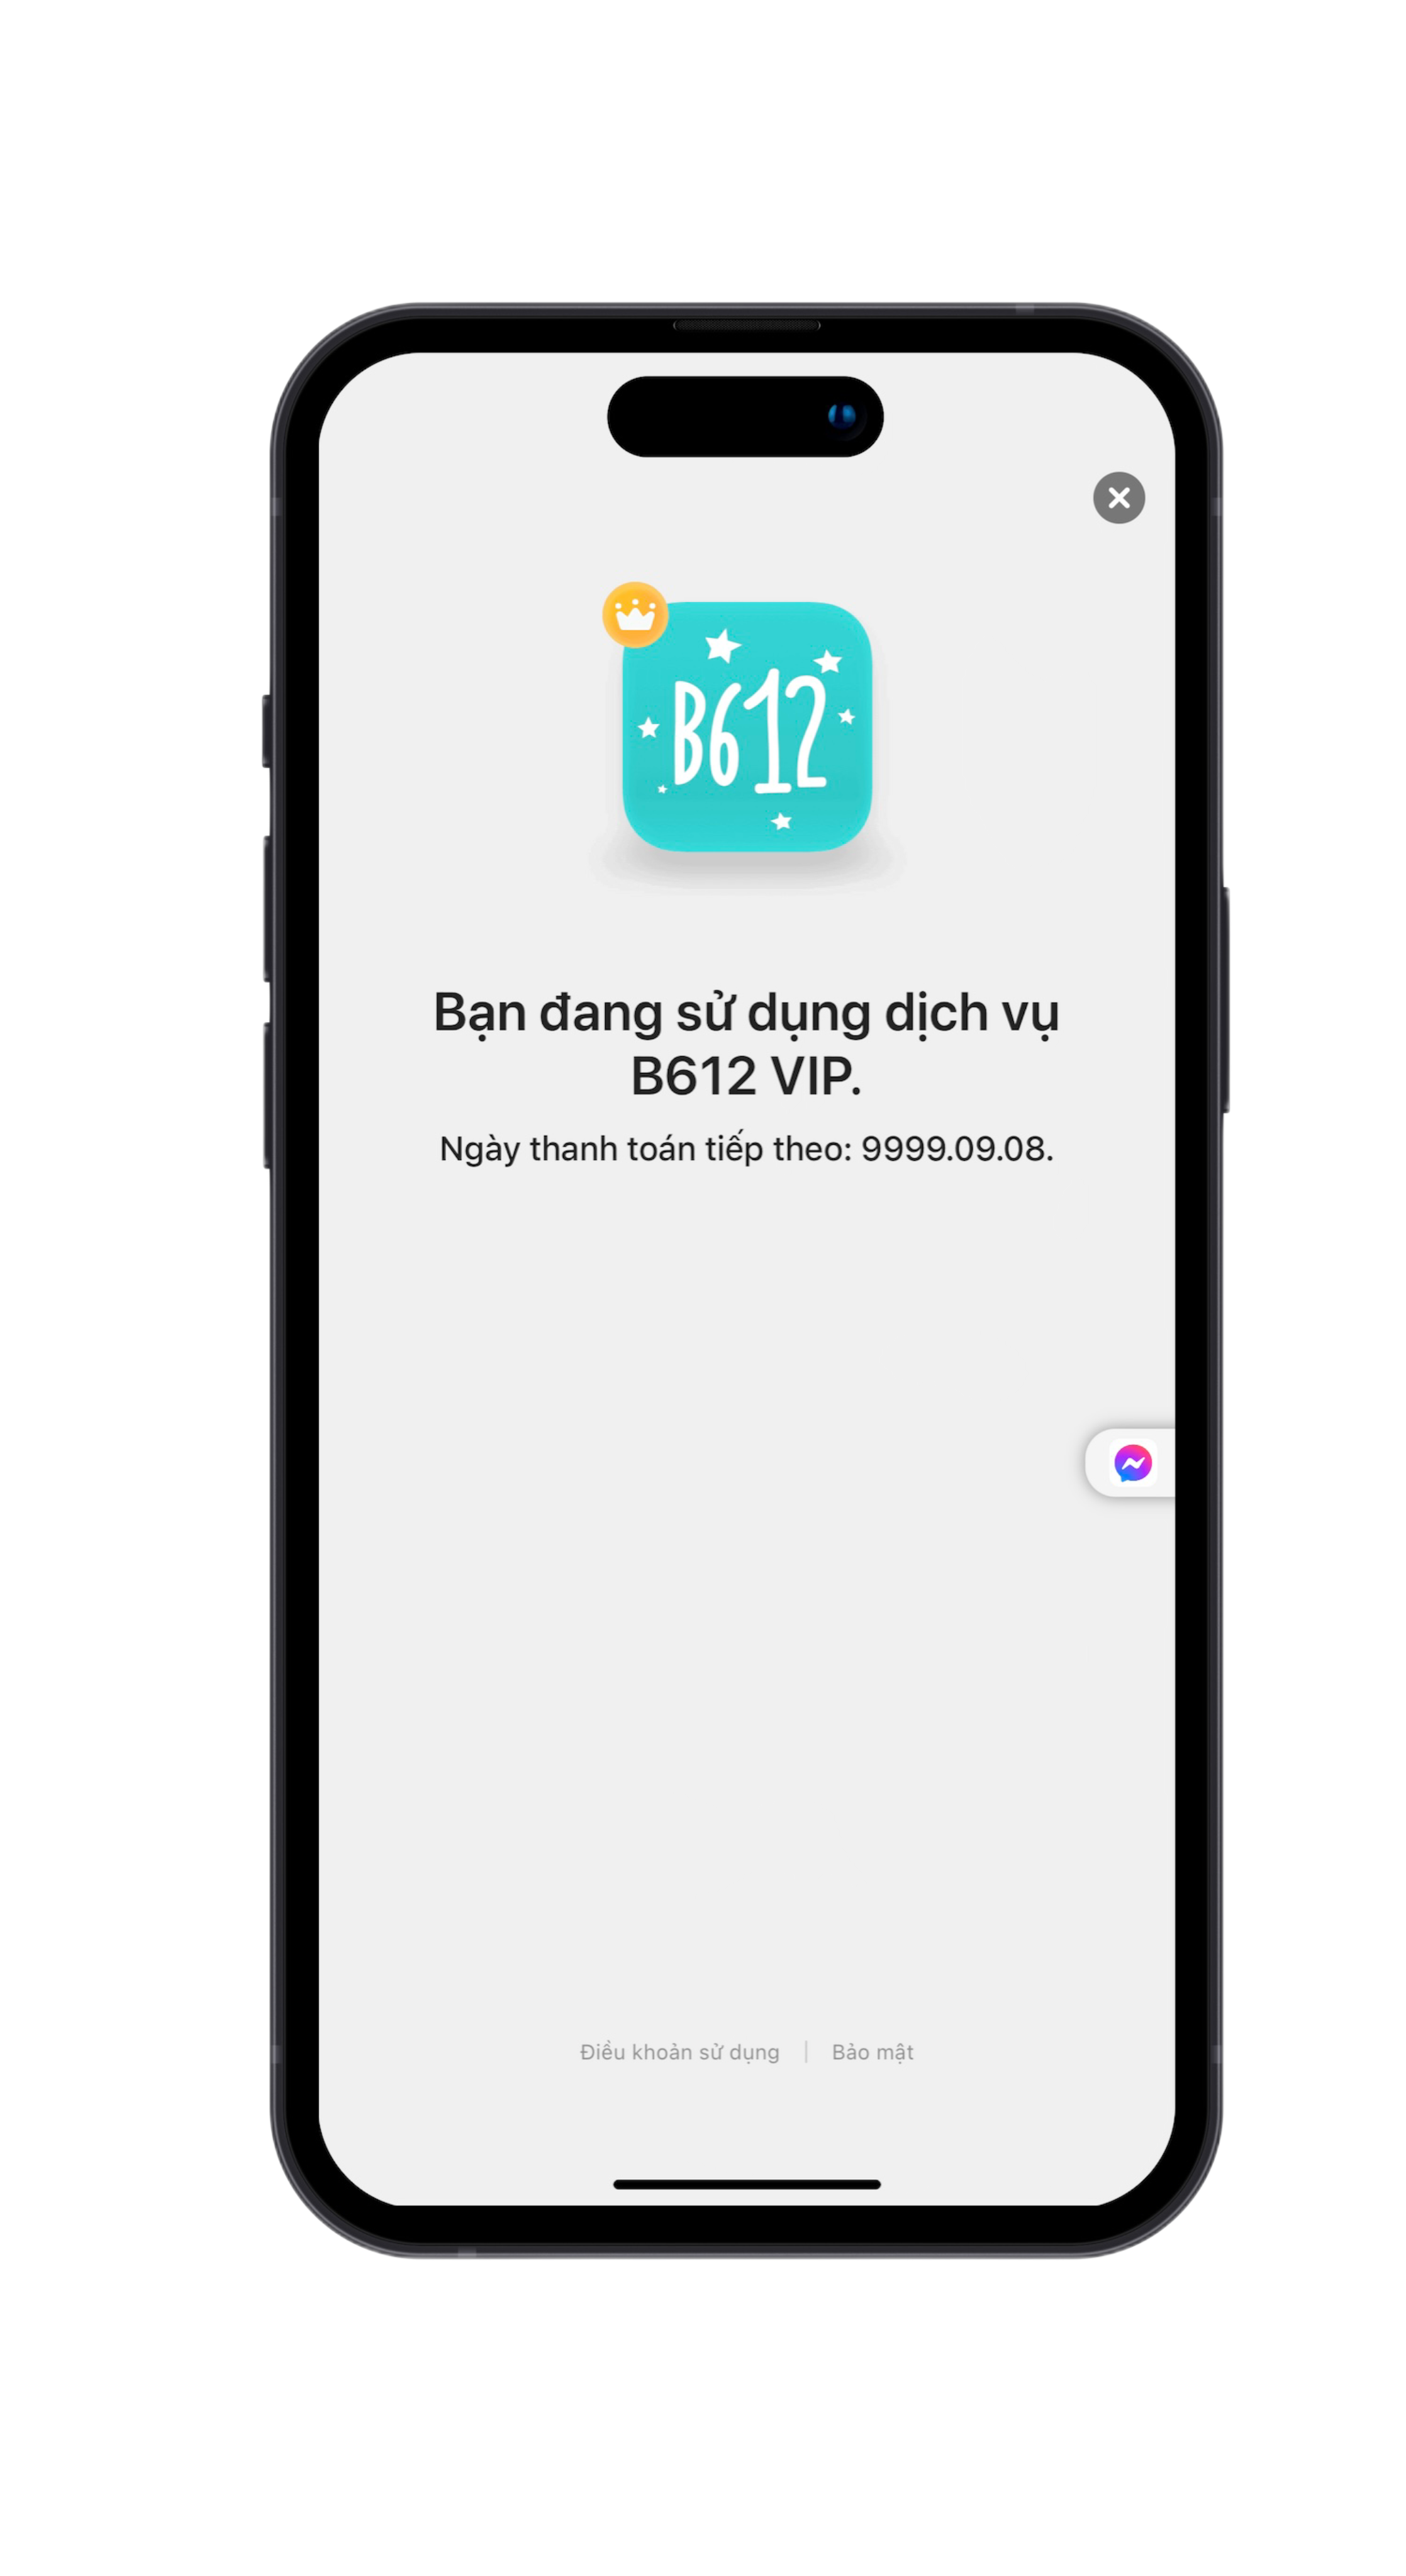 B612
Bạn đang sử dụng dịch vụ
B612 VIP.
Ngày thanh toán tiếp theo: 9999.09.08.
Điều khoản sử dụng | Bảo mật